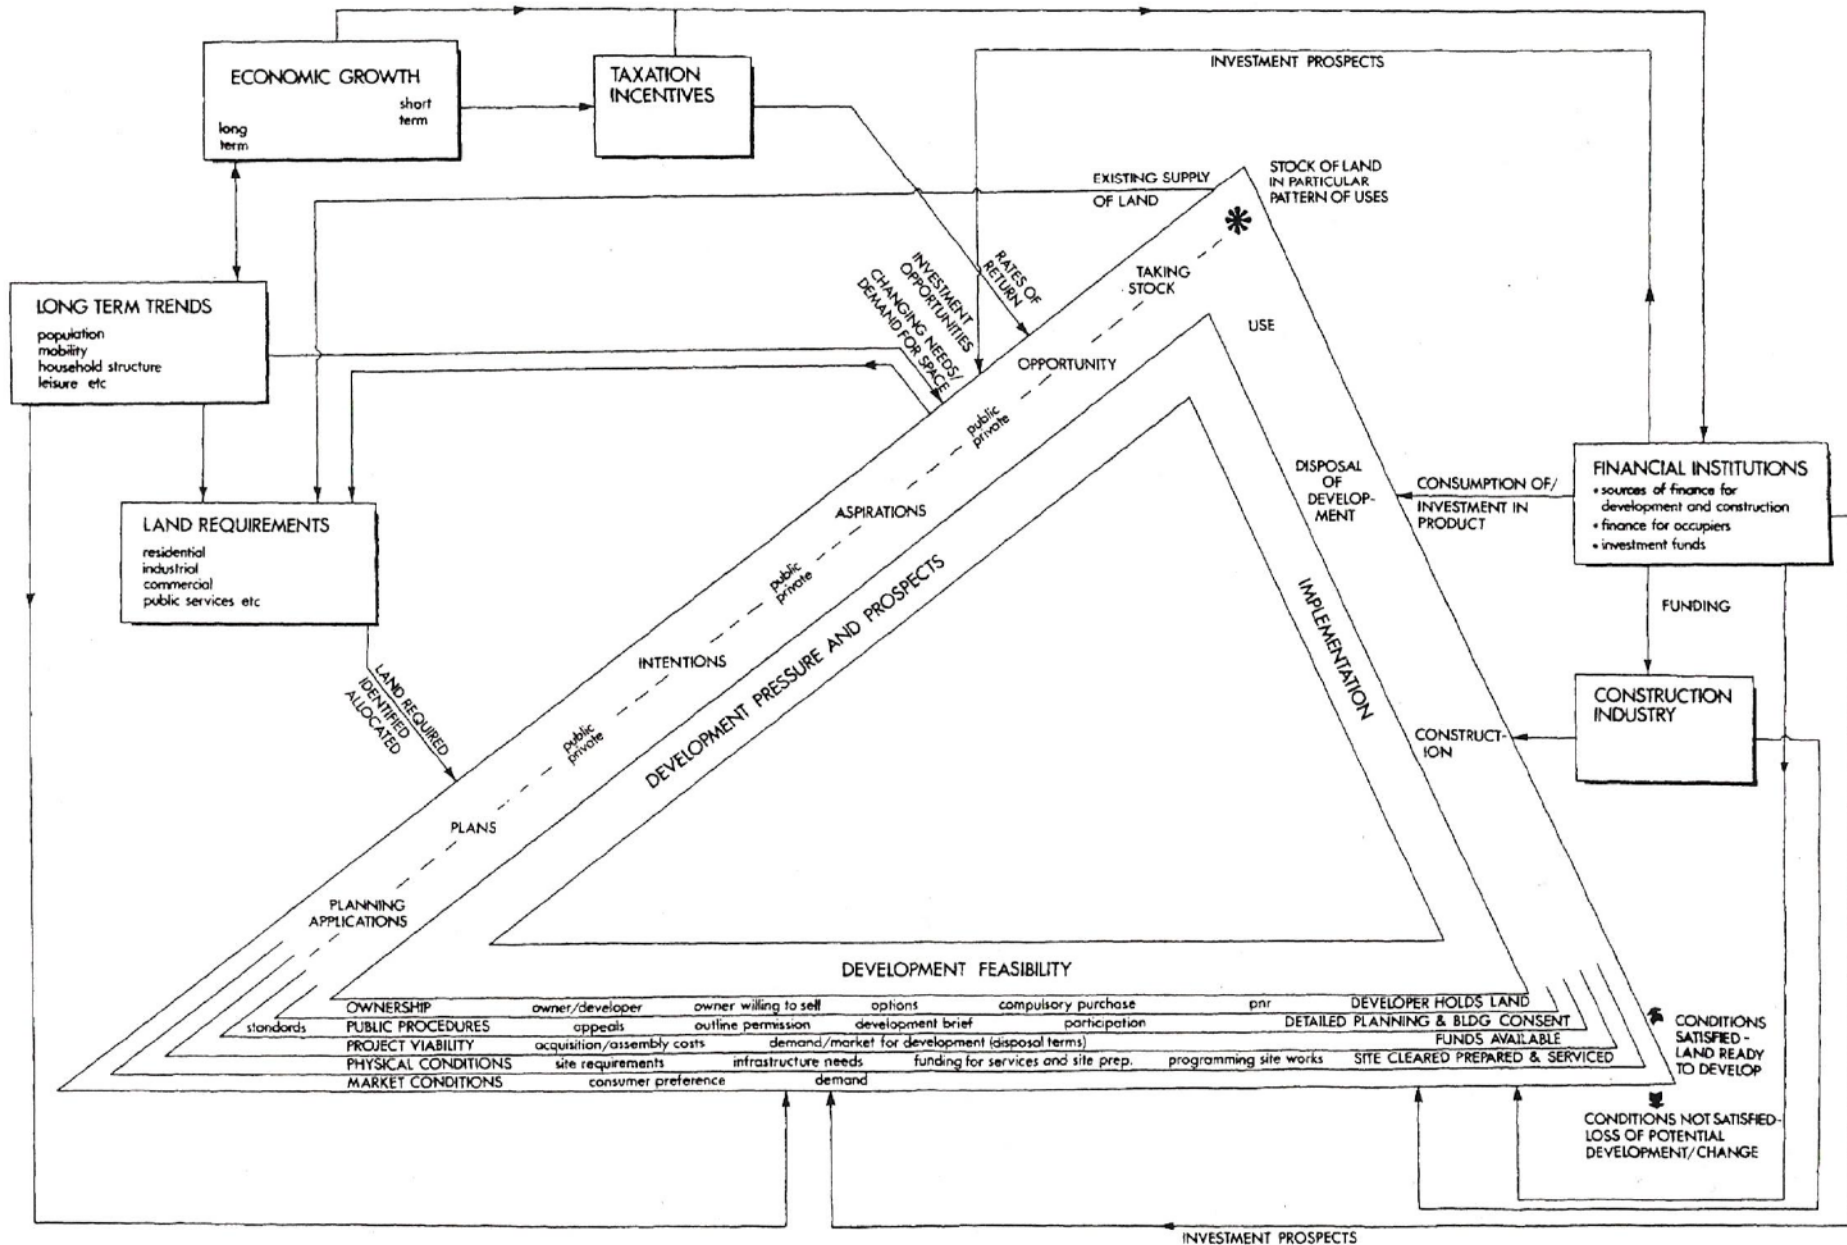 ECONOMIC GROWTH
short
term
long
term
TAXATION
INCENTIVES
INVESTMENT PROSPECTS
EXISTING SUPPLY
OF LAND
STOCK OF LAND
IN PARTICULAR
PATTERN OF USES
LONG TERM TRENDS
population
mobility
household structure
leisure etc
RATES OF
RETURN
INVESTMENT
OPPORTUNITIES
CHANGING NEEDS/
DEMAND FOR SPACE
TAKING
STOCK
USE
OPPORTUNITY
public
private
LAND REQUIREMENTS
residential
industrial
commercial
public services etc
ASPIRATIONS
public
private
DISPOSAL
OF
DEVELOP-
MENT
CONSUMPTION OF/
INVESTMENT IN
PRODUCT
FINANCIAL INSTITUTIONS
• sources of finance for
development and construction
• finance for occupiers
• investment funds
FUNDING
INTENTIONS
DEVELOPMENT PRESSURE AND PROSPECTS
IMPLEMENTATION
LAND REQUIRED
IDENTIFIED
ALLOCATED
public
private
CONSTRUCTION
INDUSTRY
CONSTRUCT-
ION
PLANS
PLANNING
APPLICATIONS
DEVELOPMENT FEASIBILITY
OWNERSHIP owner/developer owner willing to sell options compulsory purchase pnr DEVELOPER HOLDS LAND
standards PUBLIC PROCEDURES appeals outline permission development brief participation DETAILED PLANNING & BLDG CONSENT
PROJECT VIABILITY acquisition/assembly costs demand/market for development (disposal terms) FUNDS AVAILABLE
PHYSICAL CONDITIONS site requirements infrastructure needs funding for services and site prep. programming site works SITE CLEARED PREPARED & SERVICED
MARKET CONDITIONS consumer preference demand
CONDITIONS
SATISFIED -
LAND READY
TO DEVELOP
CONDITIONS NOT SATISFIED-
LOSS OF POTENTIAL
DEVELOPMENT/CHANGE
INVESTMENT PROSPECTS